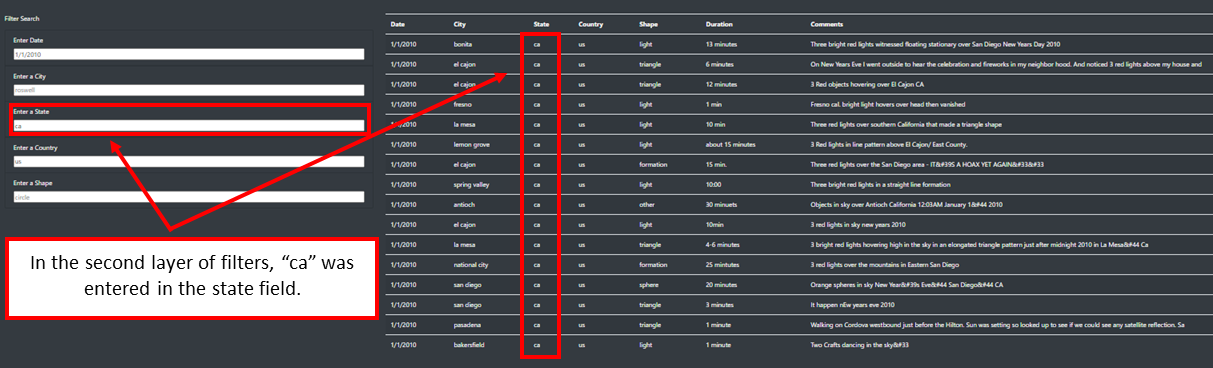 Filter Search
Enter Date
1/1/2010
Enter a City
roswell
Enter a State
ca
Enter a Country
us
Enter a Shape
circle
In the second layer of filters, “ca” was
entered in the state field.
Date City State Country Shape Duration Comments
1/1/2010 bonita ca us light 13 minutes Three bright red lights witnessed floating stationary over San Diego New Years Day 2010
1/1/2010 el cajon ca us triangle 6 minutes On New Years Eve I went outside to hear the celebration and fireworks in my neighbor hood. And noticed 3 red lights above my house and
1/1/2010 el cajon ca us triangle 12 minutes 3 Red objects hovering over El Cajon CA
1/1/2010 fresno ca us light 1 min Fresno cal. bright light hovers over head then vanished
1/1/2010 la mesa ca us light 10 min Three red lights over southern California that made a triangle shape
1/1/2010 lemon grove ca us light about 15 minutes 3 Red lights in line pattern above El Cajon/ East County.
1/1/2010 el cajon ca us formation 15 min. Three red lights over the San Diego area - IT&#39S A HOAX YET AGAIN&#33&#33
1/1/2010 spring valley ca us light 10:00 Three bright red lights in a straight line formation
1/1/2010 antioch ca us other 30 minuets Objects in sky over Antioch California 12:03AM January 1&#44 2010
1/1/2010 el cajon ca us light 10min 3 red lights in sky new years 2010
1/1/2010 la mesa ca us triangle 4-6 minutes 3 bright red lights hovering high in the sky in an elongated triangle pattern just after midnight 2010 in La Mesa&#44 Ca
1/1/2010 national city ca us formation 25 mintutes 3 red lights over the mountains in Eastern San Diego
1/1/2010 san diego ca us sphere 20 minutes Orange spheres in sky New Year&#39s Eve&#44 San Diego&#44 CA
1/1/2010 san diego ca us triangle 3 minutes It happen nEw years eve 2010
1/1/2010 pasadena ca us triangle 1 minute Walking on Cordova westbound just before the Hilton. Sun was setting so looked up to see if we could see any satellite reflection. Sa
1/1/2010 bakersfield ca us light 1 minute Two Crafts dancing in the sky&#33